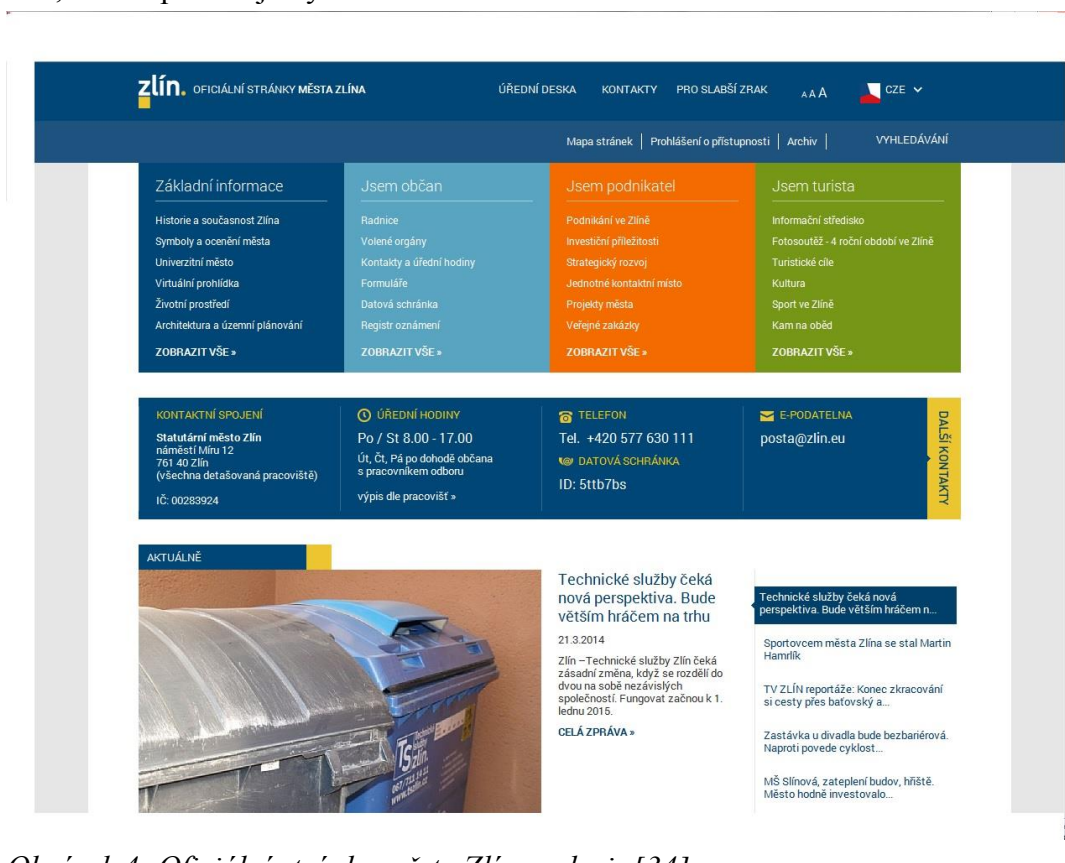 zlín. OFICIÁLNÍ STRÁNKY MĚSTA ZLÍNA
ÚŘEDNÍ DESKA KONTAKTY PRO SLABŠÍ ZRAK A A A CZE
Mapa stránek | Prohlášení o přístupnosti | Archiv | VYHLEDÁVÁNÍ
Základní informace
Historie a současnost Zlína
Symboly a ocenění města
Univerzitní město
Virtuální prohlídka
Životní prostředí
Architektura a územní plánování
ZOBRAZIT VŠE »
Jsem občan
Radnice
Volené orgány
Kontakty a úřední hodiny
Formuláře
Datová schránka
Registr oznámení
ZOBRAZIT VŠE »
Jsem podnikatel
Podnikání ve Zlíně
Investiční příležitosti
Strategický rozvoj
Jednotné kontaktní místo
Projekty města
Veřejné zakázky
ZOBRAZIT VŠE »
Jsem turista
Informační středisko
Fotosoutěž - 4 roční období ve Zlíně
Turistické cíle
Kultura
Sport ve Zlíně
Kam na oběd
ZOBRAZIT VŠE »
KONTAKTNÍ SPOJENÍ
Statutární město Zlín
náměstí Míru 12
761 40 Zlín
(všechna detašovaná pracoviště)
IČ: 00283924
ÚŘEDNÍ HODINY
Po / St 8.00 - 17.00
Út, Čt, Pá po dohodě občana
s pracovníkem odboru
výpis dle pracovišť »
TELEFON
Tel. +420 577 630 111
DATOVÁ SCHRÁNKA
ID: 5ttb7bs
E-PODATELNA
posta@zlin.eu
DALŠÍ KONTAKTY
AKTUÁLNĚ
Technické
služby
TS zlín.
067/711 14 11
www.tszlin.cz
Technické služby čeká
nová perspektiva. Bude
větším hráčem na trhu
21.3.2014
Zlín –Technické služby Zlín čeká
zásadní změna, když se rozdělí do
dvou na sobě nezávislých
společností. Fungovat začnou k 1.
lednu 2015.
CELÁ ZPRÁVA »
Technické služby čeká nová
perspektiva. Bude větším hráčem n...
Sportovcem města Zlína se stal Martin
Hamrlík
TV ZLÍN reportáže: Konec zkracování
si cesty přes baťovský a...
Zastávka u divadla bude bezbariérová.
Naproti povede cyklost...
MŠ Slínová, zateplení budov, hřiště.
Město hodně investovalo...